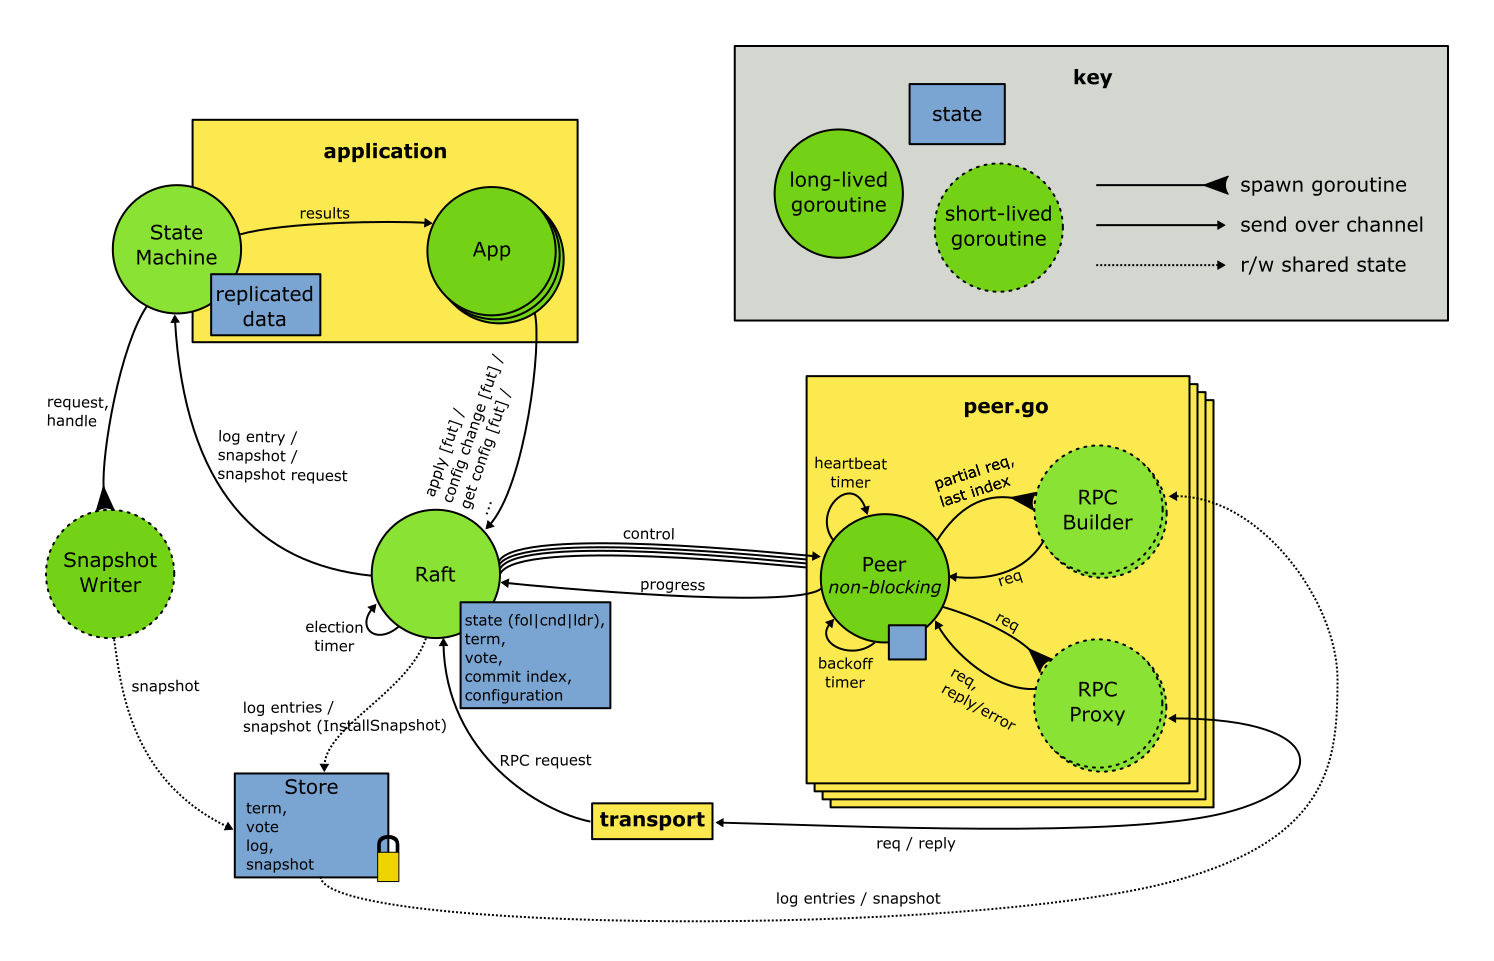 key
state
long-lived
goroutine
short-lived
goroutine
spawn goroutine
send over channel
r/w shared state
application
State
Machine
results
App
replicated
data
request,
handle
log entry /
snapshot /
snapshot request
apply [fut] /
config change [fut] /
get config [fut] /
...
Snapshot
Writer
Raft
election
timer
control
progress
state (fol|cnd|ldr),
term,
vote,
commit index,
configuration
snapshot
log entries /
snapshot (InstallSnapshot)
RPC request
Store
term,
vote
log,
snapshot
transport
peer.go
heartbeat
timer
partial req,
last index
RPC
Builder
Peer
non-blocking
req
req
backoff
timer
req,
reply/error
RPC
Proxy
req / reply
log entries / snapshot